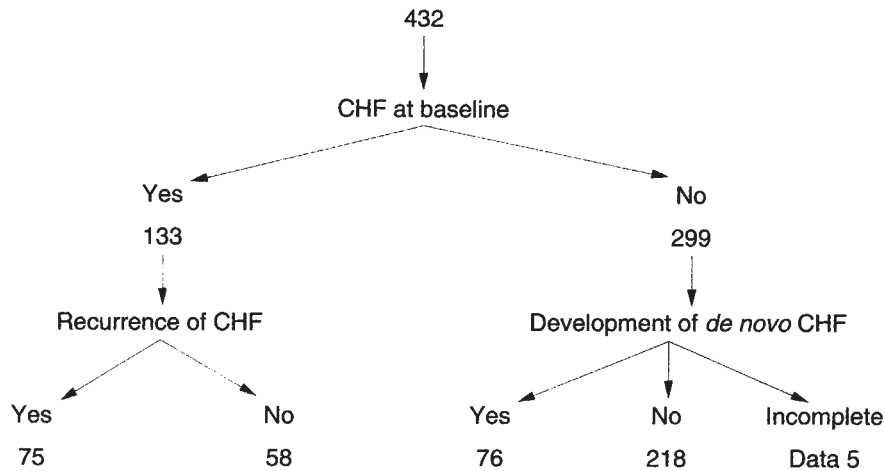 432
CHF at baseline
Yes No
133 299
Recurrence of CHF Development of de novo CHF
Yes No Yes No Incomplete
75 58 76 218 Data 5